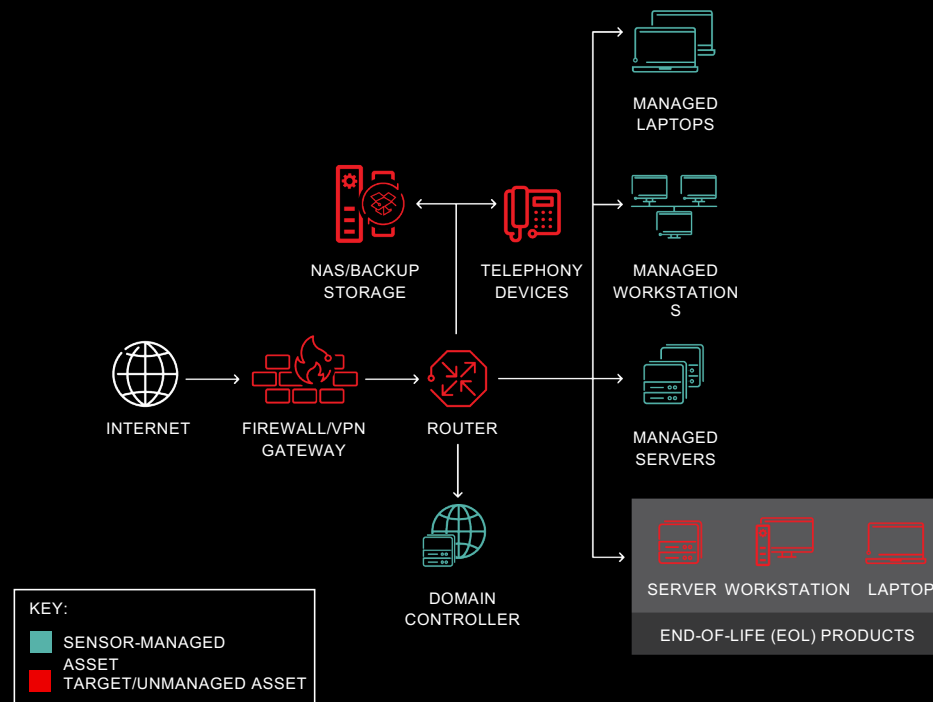 MANAGED
LAPTOPS
NAS/BACKUP
STORAGE
TELEPHONY
DEVICES
MANAGED
WORKSTATION
S
INTERNET
FIREWALL/VPN
GATEWAY
ROUTER
MANAGED
SERVERS
DOMAIN
CONTROLLER
SERVER
WORKSTATION
LAPTOP
END-OF-LIFE (EOL) PRODUCTS
KEY:
SENSOR-MANAGED
ASSET
TARGET/UNMANAGED ASSET